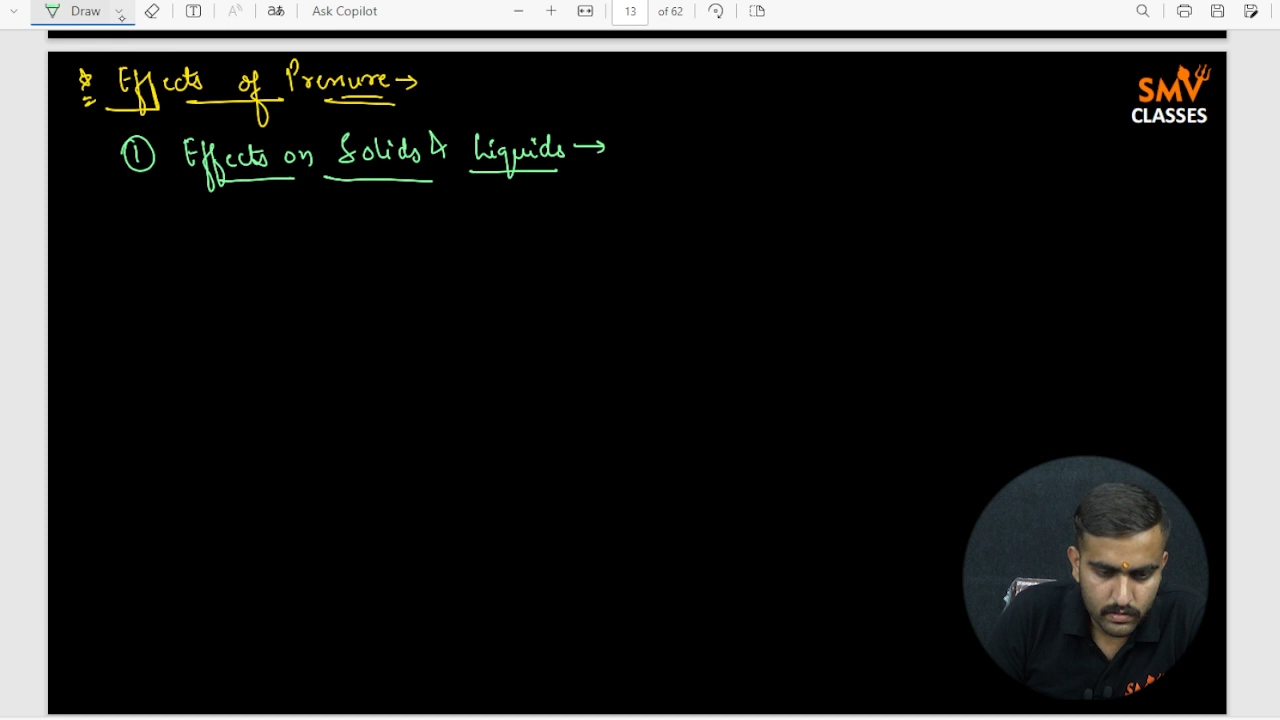 Draw
Ask Copilot
13 of 62
* Effects of Pressure →
① Effects on Solids & Liquids →
SMV
CLASSES